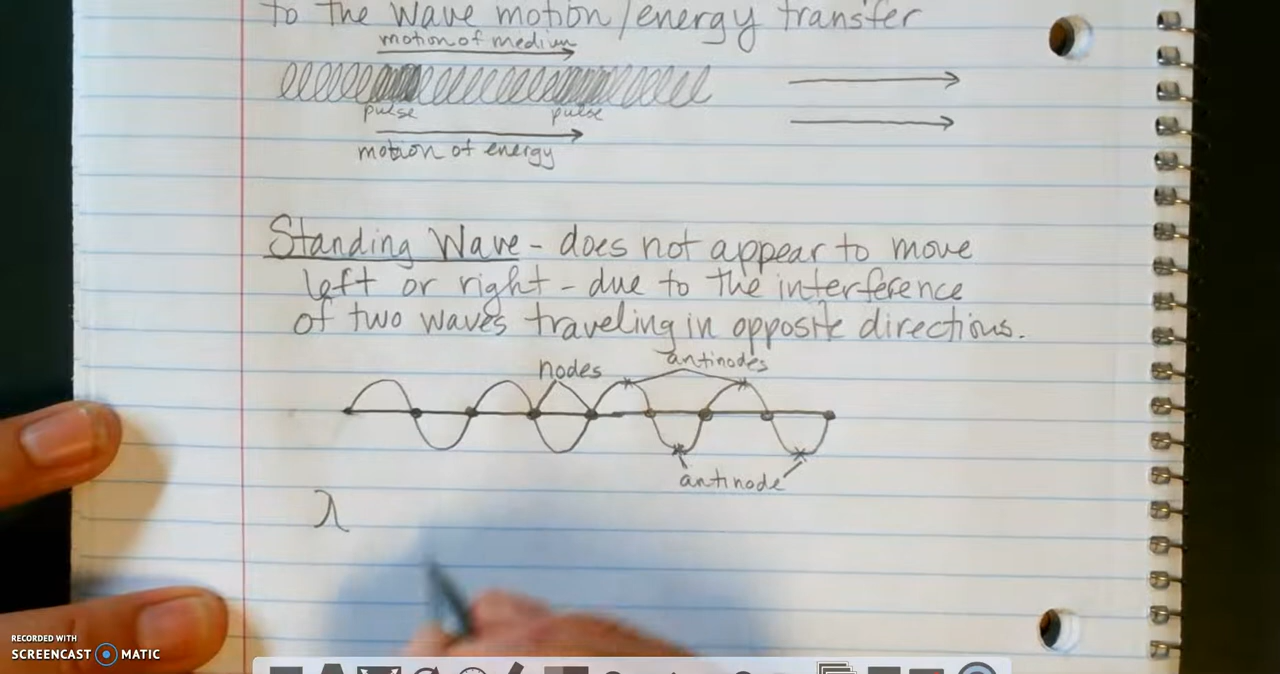 to the wave motion/energy transfer
motion of medium
pulse pulse
motion of energy
Standing Wave - does not appear to move
left or right - due to the interference
of two waves traveling in opposite directions.
nodes antinodes
antinode
λ
RECORDED WITH
SCREENCAST MATIC